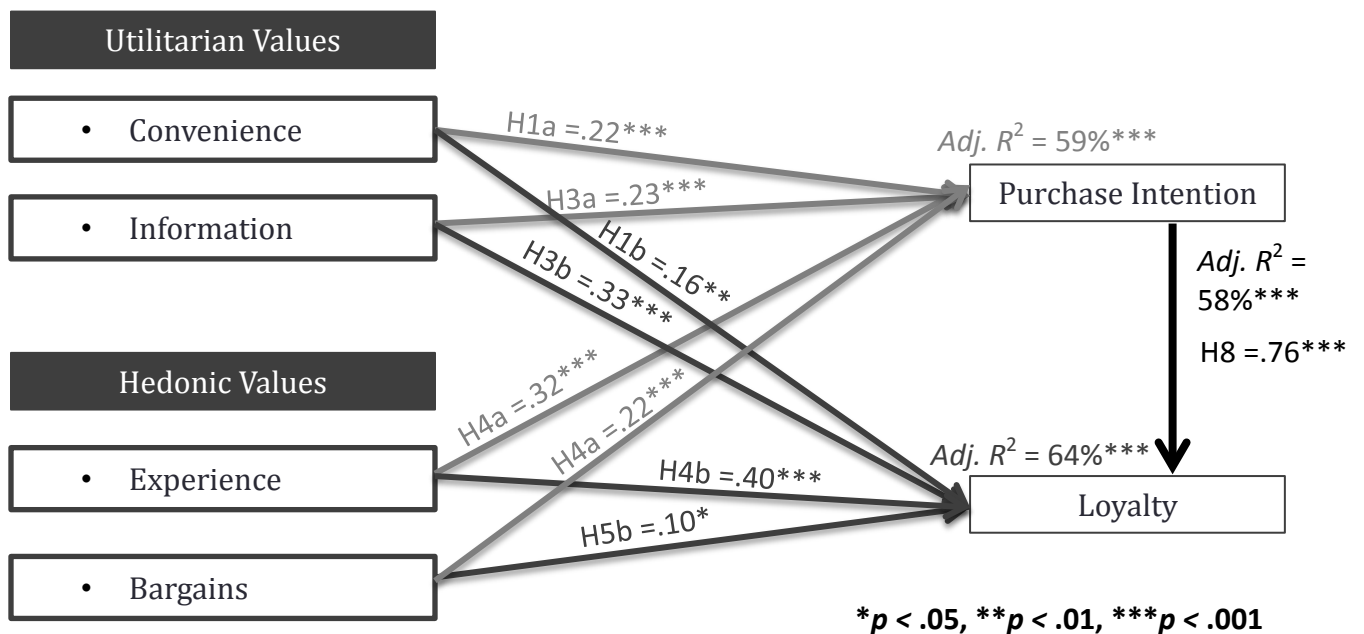 Utilitarian Values
• Convenience
• Information
Hedonic Values
• Experience
• Bargains
H1a =.22***
H3a =.23***
H1b =.16**
H3b =.33***
H4a =.32***
H4a =.22***
H4b =.40***
H5b =.10*
Adj. R² = 59%***
Purchase Intention
Adj. R² =
58%***
H8 =.76***
Adj. R² = 64%***
Loyalty
*p < .05, **p < .01, ***p < .001